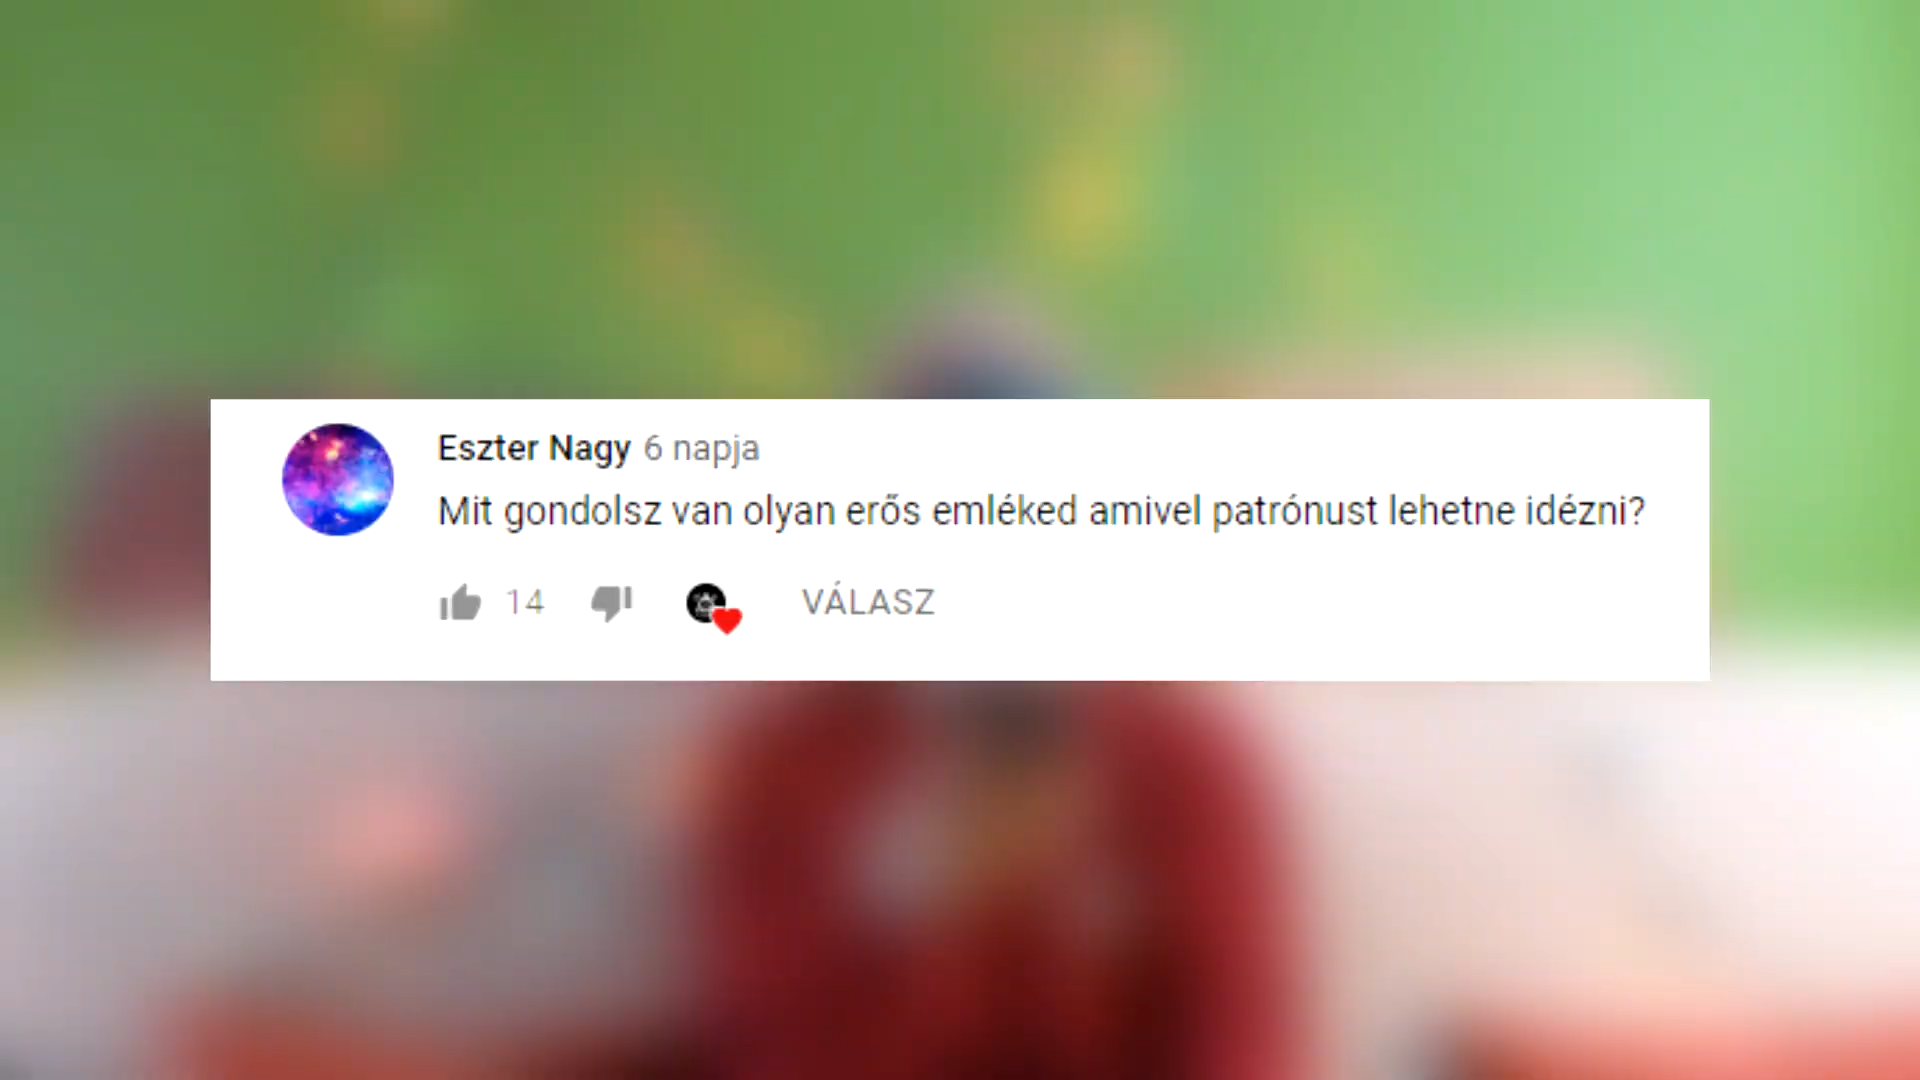 Eszter Nagy 6 napja
Mit gondolsz van olyan erős emléked amivel patrónust lehetne idézni?
14 VÁLASZ